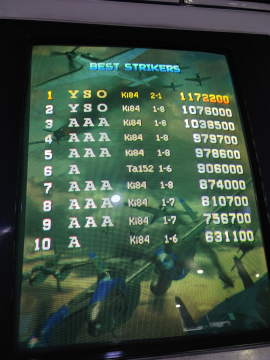 BEST STRIKERS
1 YSO Ki84 2-1 1172200
2 YSO Ki84 1-8 1076000
3 AAA Ki84 1-8 1036500
4 AAA Ki84 1-8 979700
5 AAA Ki84 1-8 978600
6 A Ta152 1-6 906000
7 AAA Ki84 1-8 874000
8 AAA Ki84 1-7 810700
9 AAA Ki84 1-7 756700
10 A Ki84 1-6 631100